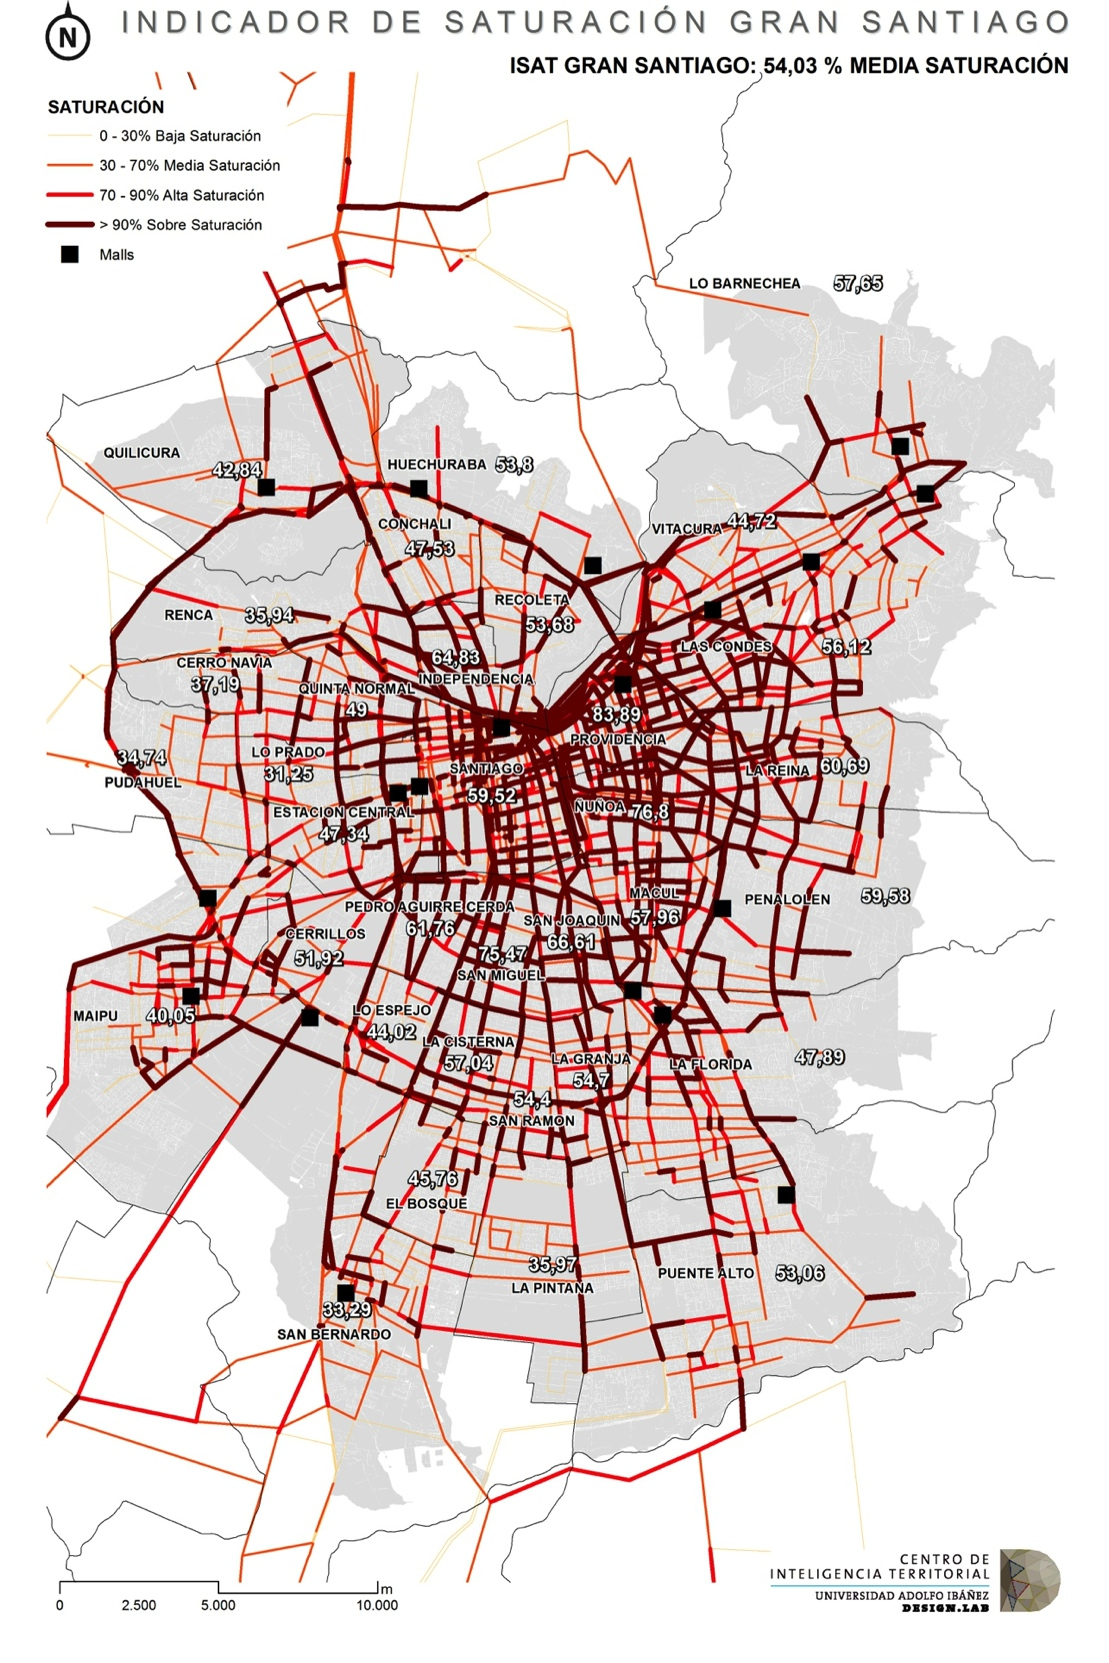 N
INDICADOR DE SATURACIÓN GRAN SANTIAGO
ISAT GRAN SANTIAGO: 54,03 % MEDIA SATURACIÓN
SATURACIÓN
0 - 30% Baja Saturación
30 - 70% Media Saturación
70 - 90% Alta Saturación
> 90% Sobre Saturación
Malls
LO BARNECHEA 57,65
QUILICURA
42,84
HUECHURABA 53,8
CONCHALI
47,53
VITACURA 44,72
RENCA 35,94
RECOLETA
53,68
CERRO NAVIA
37,19
64,83
INDEPENDENCIA
LAS CONDES 56,12
QUINTA NORMAL
49
83,89
PROVIDENCIA
34,74
PUDAHUEL
LO PRADO
31,25
SANTIAGO
59,52
LA REINA 60,69
ESTACION CENTRAL
47,34
ÑUÑOA 76,8
PEDRO AGUIRRE CERDA
61,76
SAN JOAQUIN
66,61
MACUL
57,96
PENALOLEN 59,58
CERRILLOS
51,92
75,47
SAN MIGUEL
MAIPU 40,05
LO ESPEJO
44,02
LA CISTERNA
57,04
LA GRANJA
54,7
LA FLORIDA 47,89
54,4
SAN RAMON
45,76
EL BOSQUE
35,97
LA PINTANA
PUENTE ALTO 53,06
33,29
SAN BERNARDO
m
0 2.500 5.000 10.000
CENTRO DE
INTELIGENCIA TERRITORIAL
UNIVERSIDAD ADOLFO IBÁÑEZ
DESIGN.LAB